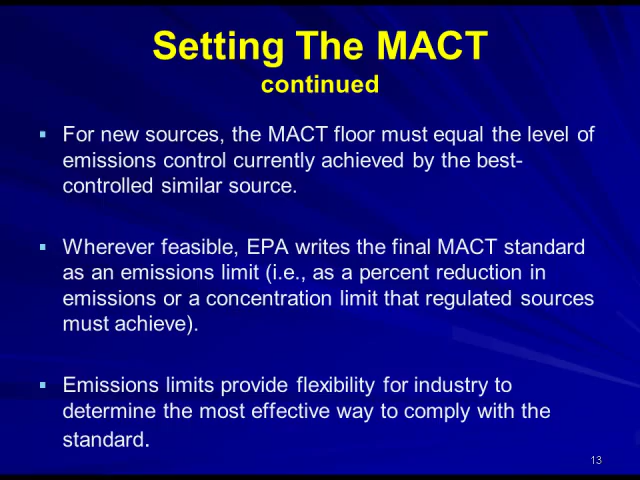 Setting The MACT
continued
▪ For new sources, the MACT floor must equal the level of
emissions control currently achieved by the best-
controlled similar source.
▪ Wherever feasible, EPA writes the final MACT standard
as an emissions limit (i.e., as a percent reduction in
emissions or a concentration limit that regulated sources
must achieve).
▪ Emissions limits provide flexibility for industry to
determine the most effective way to comply with the
standard.
13